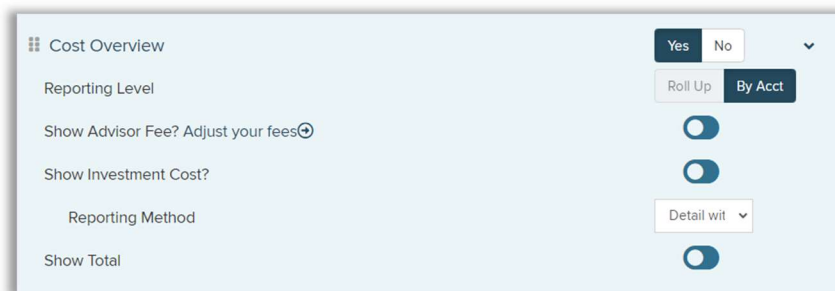 Cost Overview Yes No
Reporting Level Roll Up By Acct
Show Advisor Fee? Adjust your fees
Show Investment Cost?
Reporting Method Detail wit
Show Total